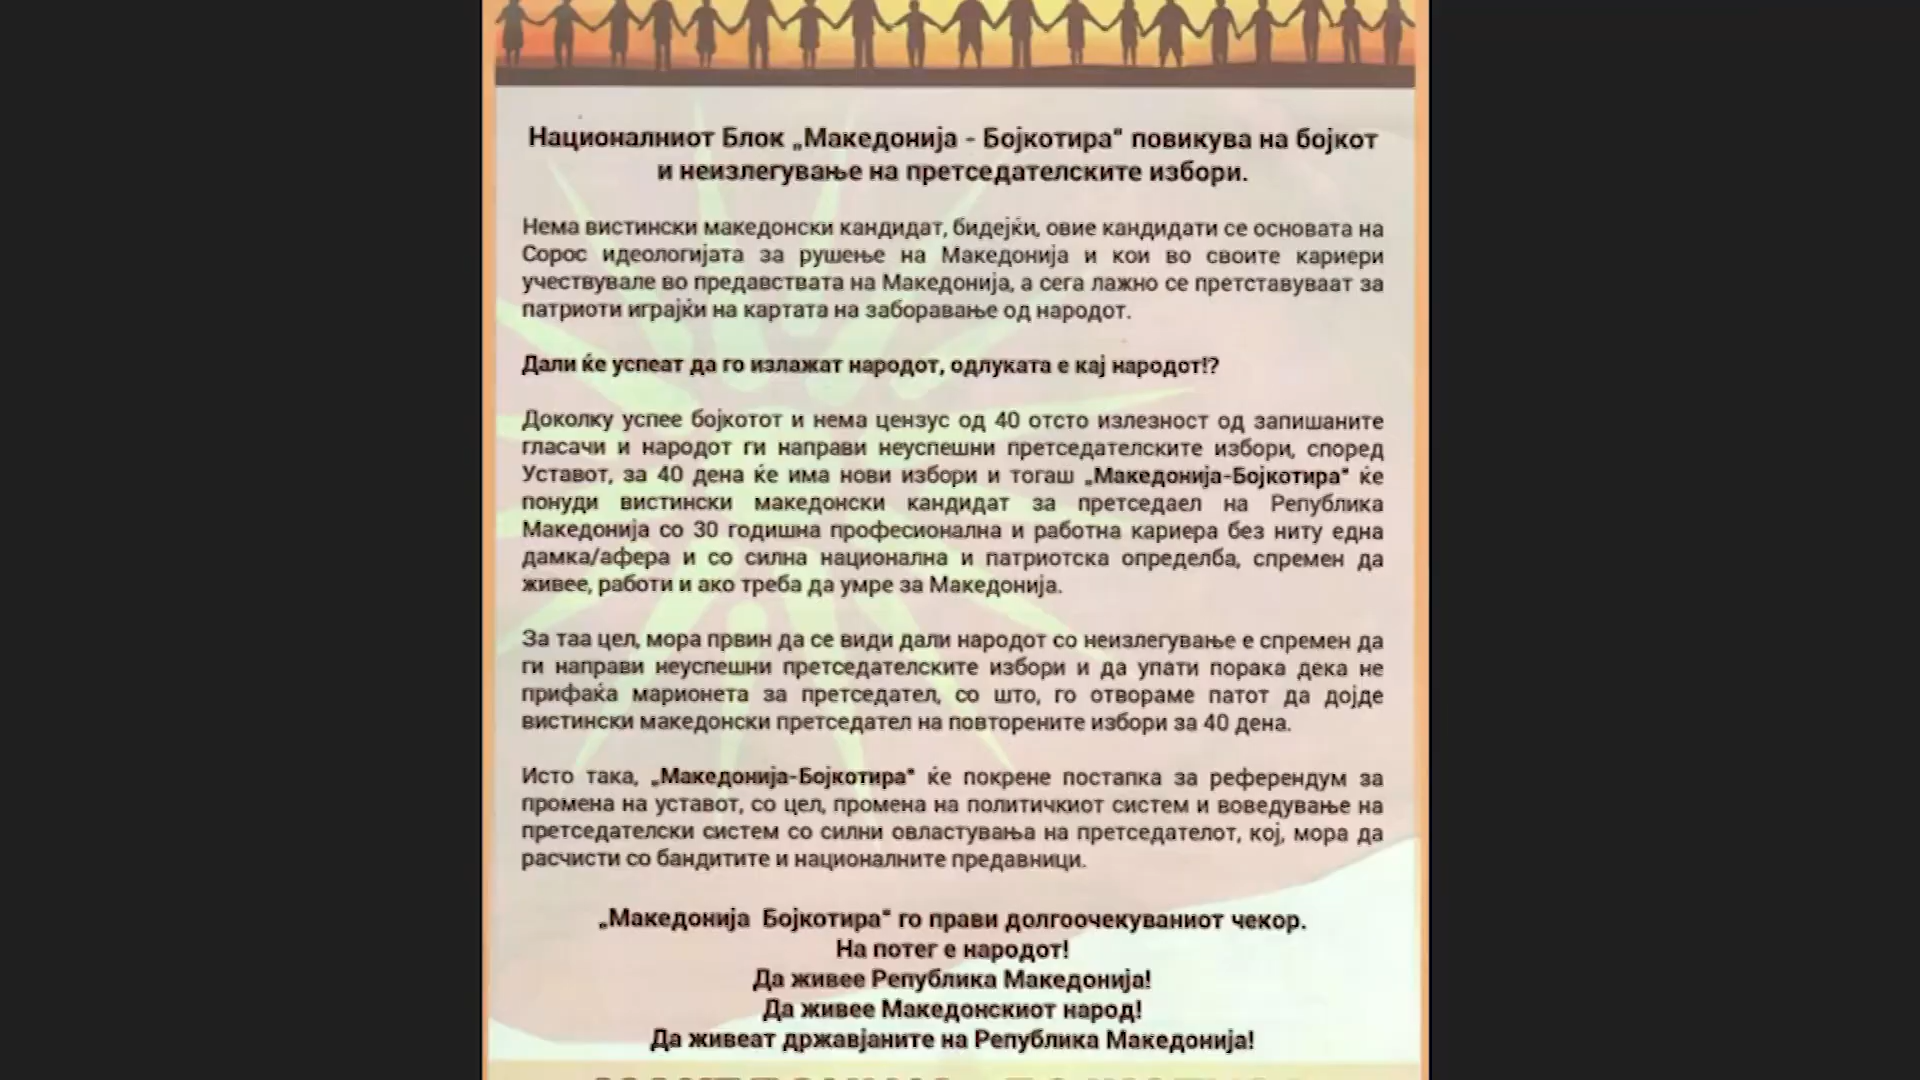 Националниот Блок „Македонија - Бојкотира“ повикува на бојкот
и неизлегување на претседателските избори.
Нема вистински македонски кандидат, бидејќи, овие кандидати се основата на
Сорос идеологијата за рушење на Македонија и кои во своите кариери
учествувале во предавствата на Македонија, а сега лажно се претставуваат за
патриоти играјќи на картата на заборавање од народот.
Дали ќе успеат да го излажат народот, одлуката е кај народот!?
Доколку успее бојкотот и нема цензус од 40 отсто излезност од запишаните
гласачи и народот ги направи неуспешни претседателските избори, според
Уставот, за 40 дена ќе има нови избори и тогаш „Македонија-Бојкотира“ ќе
понуди вистински македонски кандидат за претседаел на Република
Македонија со 30 годишна професионална и работна кариера без ниту една
дамка/афера и со силна национална и патриотска определба, спремен да
живее, работи и ако треба да умре за Македонија.
За таа цел, мора првин да се види дали народот со неизлегување е спремен да
ги направи неуспешни претседателските избори и да упати порака дека не
прифаќа марионета за претседател, со што, го отвораме патот да дојде
вистински македонски претседател на повторените избори за 40 дена.
Исто така, „Македонија-Бојкотира“ ќе покрене постапка за референдум за
промена на уставот, со цел, промена на политичкиот систем и воведување на
претседателски систем со силни овластувања на претседателот, кој, мора да
расчисти со бандитите и националните предавници.
„Македонија Бојкотира“ го прави долгоочекуваниот чекор.
На потег е народот!
Да живее Република Македонија!
Да живее Македонскиот народ!
Да живеат државјаните на Република Македонија!